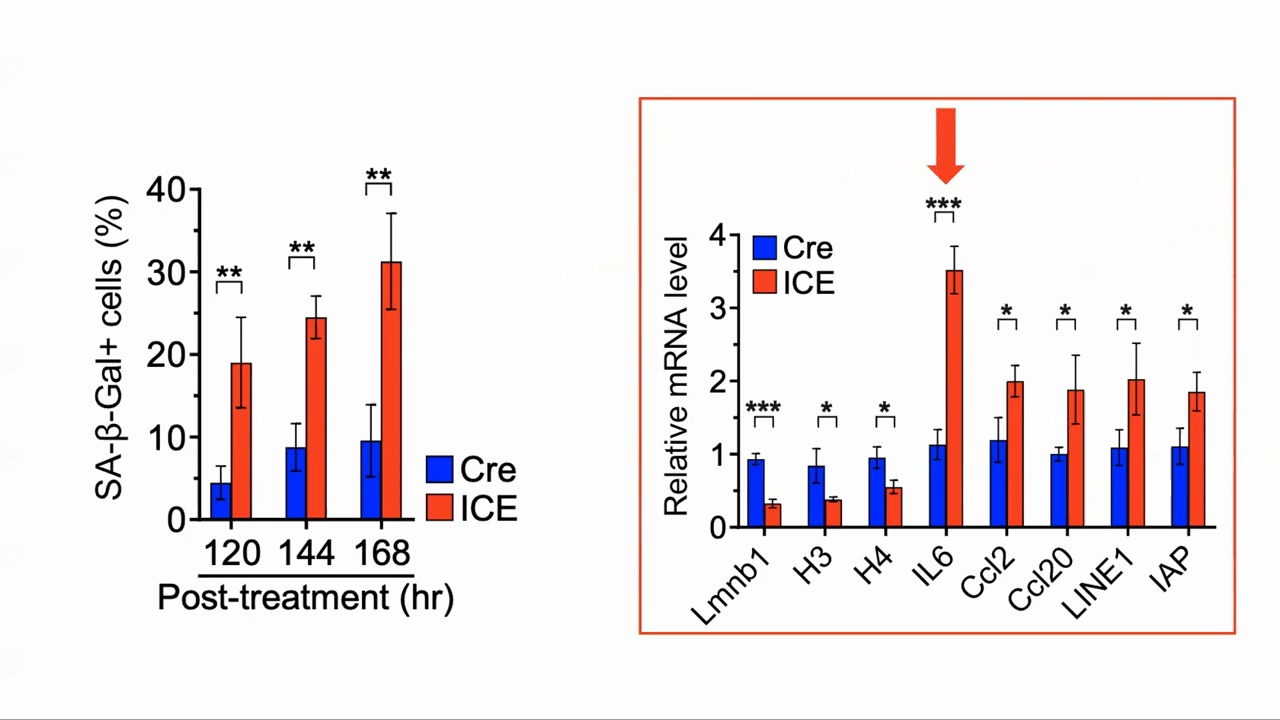 SA-β-Gal+ cells (%)
40
30
20
10
0
**
**
**
120 144 168
Post-treatment (hr)
Cre
ICE
Relative mRNA level
4
3
2
1
0
Cre
ICE
***
*
*
***
*
*
*
*
Lmnb1
H3
H4
IL6
Ccl2
Ccl20
LINE1
IAP